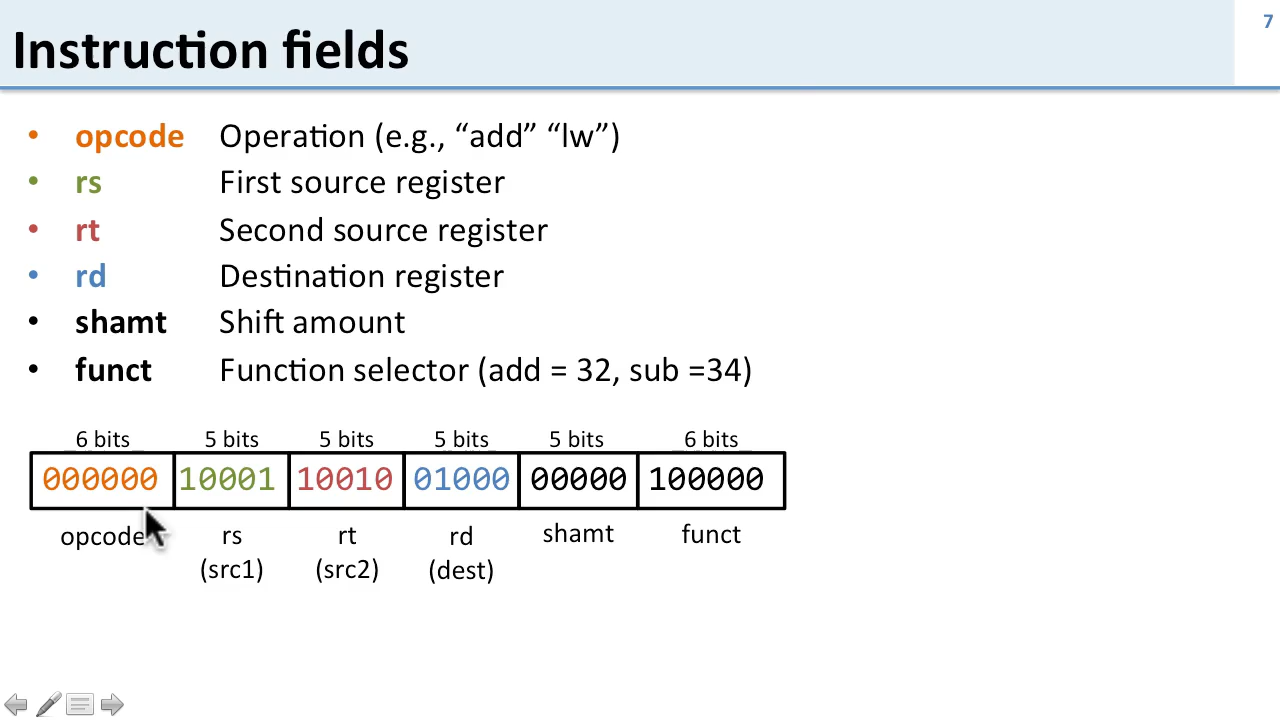 7
Instruction fields
• opcode Operation (e.g., “add” “lw”)
• rs First source register
• rt Second source register
• rd Destination register
• shamt Shift amount
• funct Function selector (add = 32, sub =34)
6 bits 5 bits 5 bits 5 bits 5 bits 6 bits
000000 10001 10010 01000 00000 100000
opcode rs rt rd shamt funct
(src1) (src2) (dest)